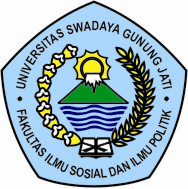 UNIVERSITAS SWADAYA GUNUNG JATI
FAKULTAS ILMU SOSIAL DAN ILMU POLITIK